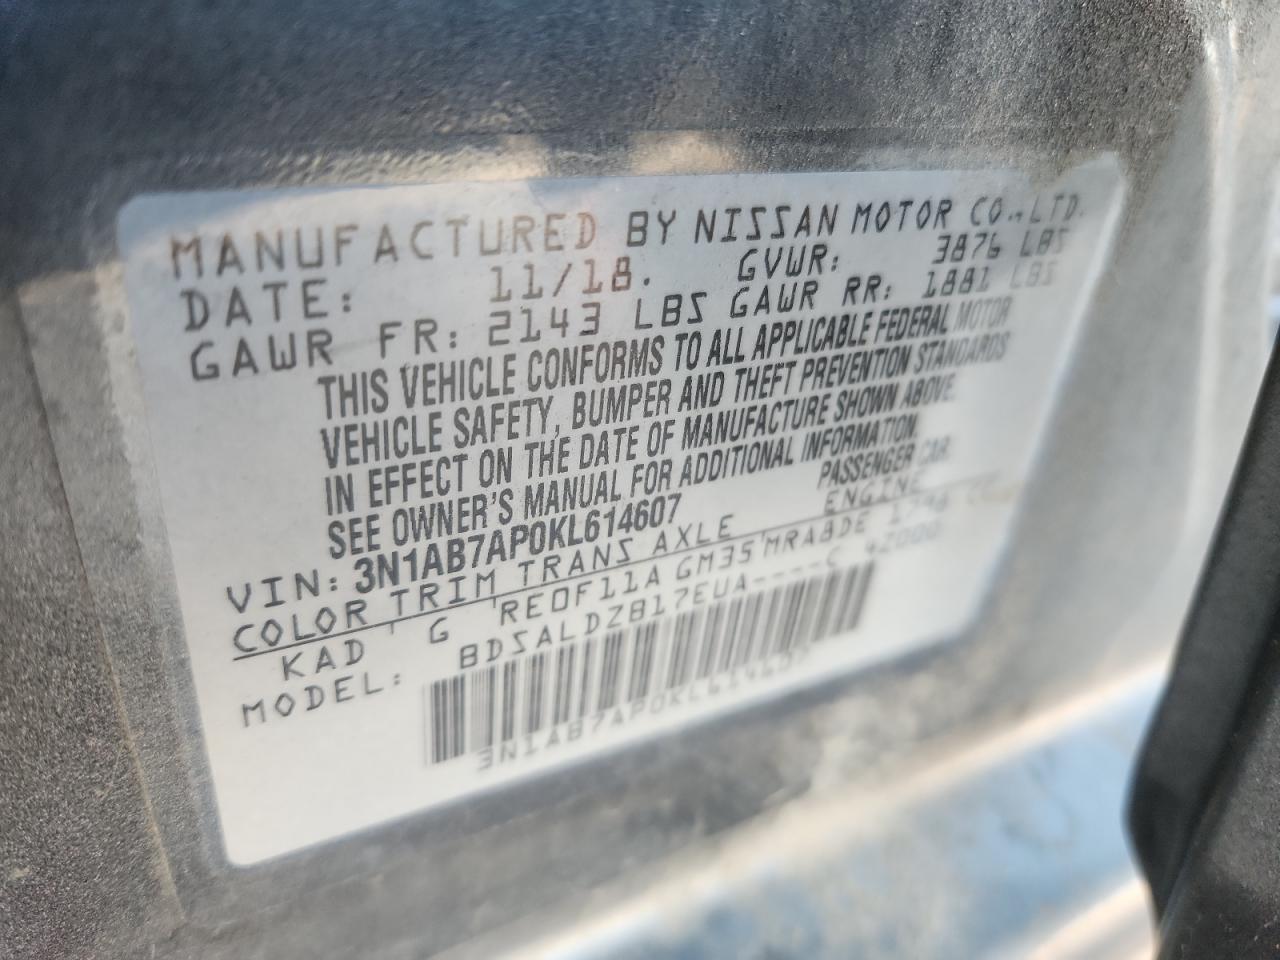 MANUFACTURED BY NISSAN MOTOR CO., LTD.
DATE: 11/18. GVWR: 3876 LBS
GAWR FR: 2143 LBS GAWR RR: 1881 LBS
THIS VEHICLE CONFORMS TO ALL APPLICABLE FEDERAL MOTOR
VEHICLE SAFETY, BUMPER AND THEFT PREVENTION STANDARDS
IN EFFECT ON THE DATE OF MANUFACTURE SHOWN ABOVE.
SEE OWNER'S MANUAL FOR ADDITIONAL INFORMATION.
VIN: 3N1AB7AP0KL614607 PASSENGER CAR
COLOR TRIM TRANS AXLE ENGINE
KAD G RE0F11A GM35 MRA8DE 1798 CC
MODEL: BDSALDZB17EUA----C
3N1AB7AP0KL614607